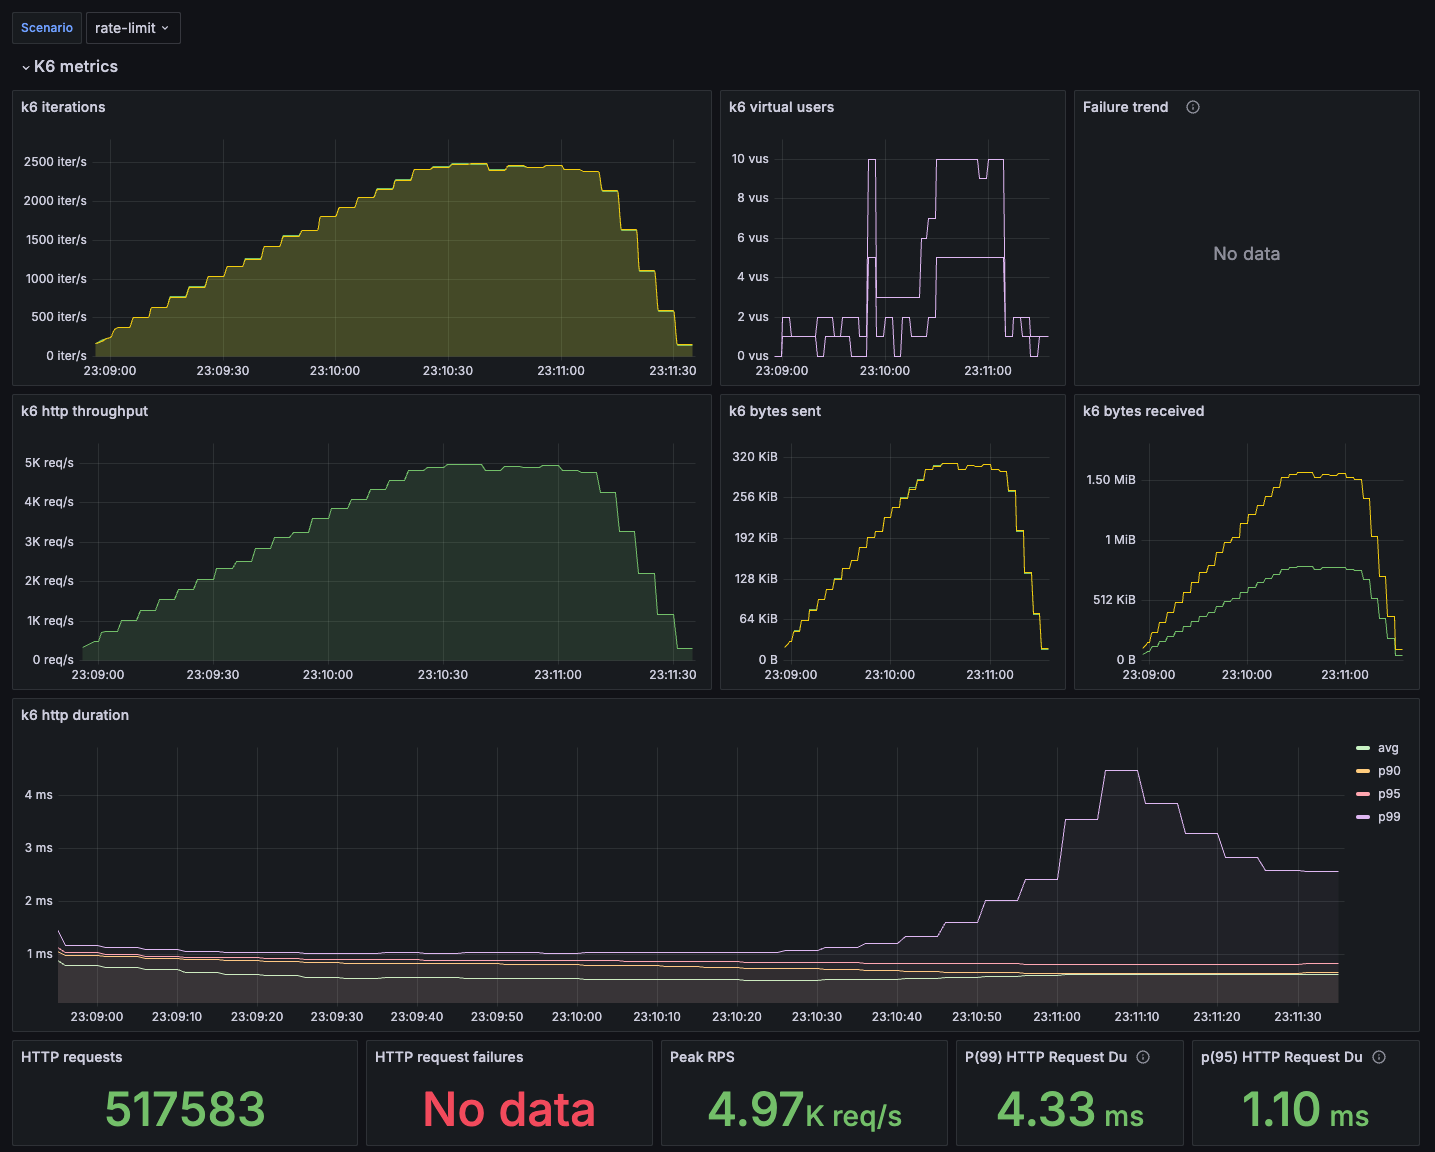 Scenario rate-limit
K6 metrics
k6 iterations
2500 iter/s
2000 iter/s
1500 iter/s
1000 iter/s
500 iter/s
0 iter/s
23:09:00 23:09:30 23:10:00 23:10:30 23:11:00 23:11:30
k6 virtual users
10 vus
8 vus
6 vus
4 vus
2 vus
0 vus
23:09:00 23:10:00 23:11:00
Failure trend
No data
k6 http throughput
5K req/s
4K req/s
3K req/s
2K req/s
1K req/s
0 req/s
23:09:00 23:09:30 23:10:00 23:10:30 23:11:00 23:11:30
k6 bytes sent
320 KiB
256 KiB
192 KiB
128 KiB
64 KiB
0 B
23:09:00 23:10:00 23:11:00
k6 bytes received
1.50 MiB
1 MiB
512 KiB
0 B
23:09:00 23:10:00 23:11:00
k6 http duration
4 ms
3 ms
2 ms
1 ms
23:09:00 23:09:10 23:09:20 23:09:30 23:09:40 23:09:50 23:10:00 23:10:10 23:10:20 23:10:30 23:10:40 23:10:50 23:11:00 23:11:10 23:11:20 23:11:30
avg
p90
p95
p99
HTTP requests
517583
HTTP request failures
No data
Peak RPS
4.97K req/s
P(99) HTTP Request Du
4.33 ms
p(95) HTTP Request Du
1.10 ms